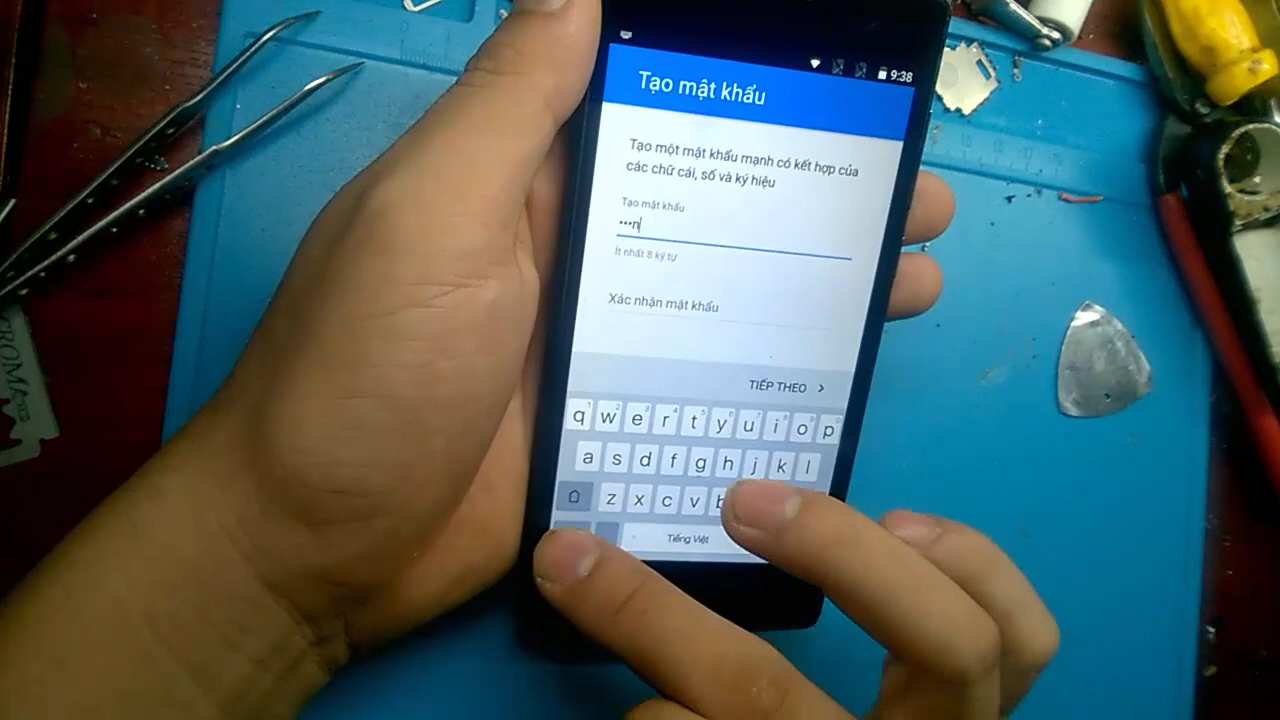 9:38
Tạo mật khẩu
Tạo một mật khẩu mạnh có kết hợp của
các chữ cái, số và ký hiệu
Tạo mật khẩu
•••n
Ít nhất 8 ký tự
Xác nhận mật khẩu
TIẾP THEO >
q w e r t y u i o p
a s d f g h j k l
z x c v b
Tiếng Việt